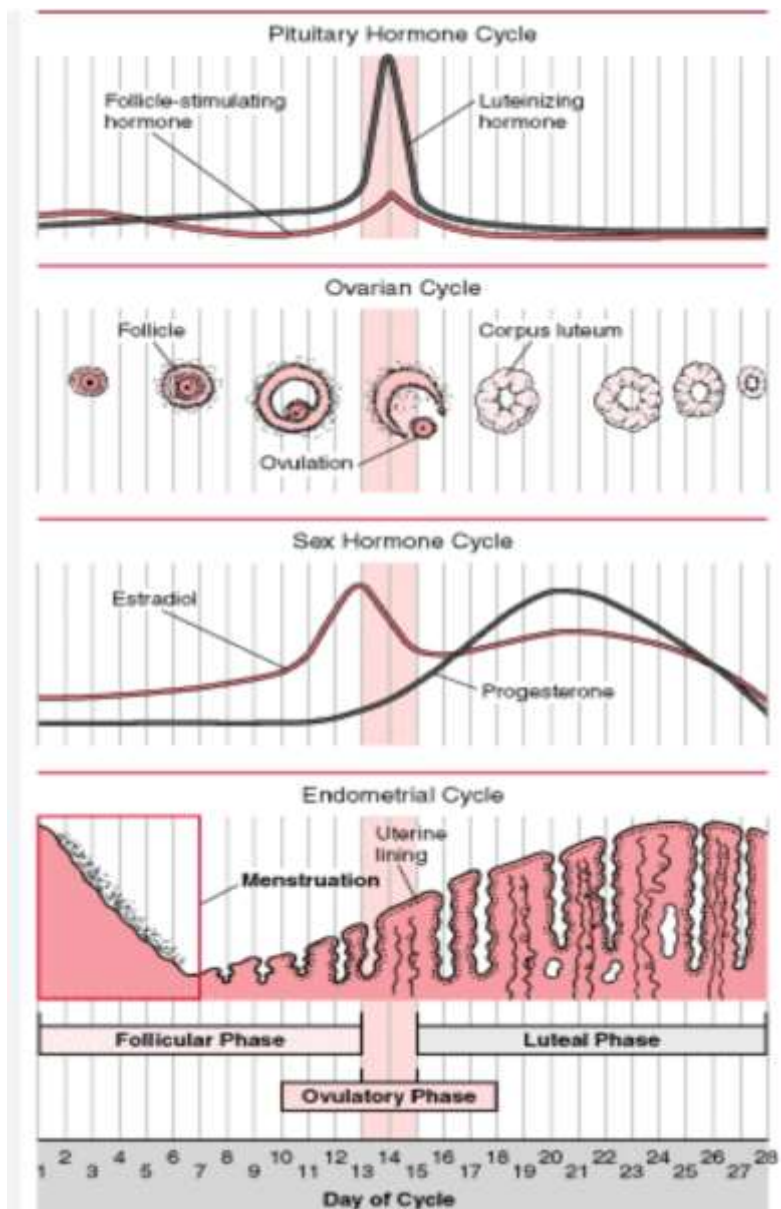 Pituitary Hormone Cycle
Follicle-stimulating
hormone
Luteinizing
hormone
Ovarian Cycle
Follicle
Corpus luteum
Ovulation
Sex Hormone Cycle
Estradiol
Progesterone
Endometrial Cycle
Uterine
lining
Menstruation
Follicular Phase
Luteal Phase
Ovulatory Phase
1 2 3 4 5 6 7 8 9 10 11 12 13 14 15 16 17 18 19 20 21 22 23 24 25 26 27 28
Day of Cycle